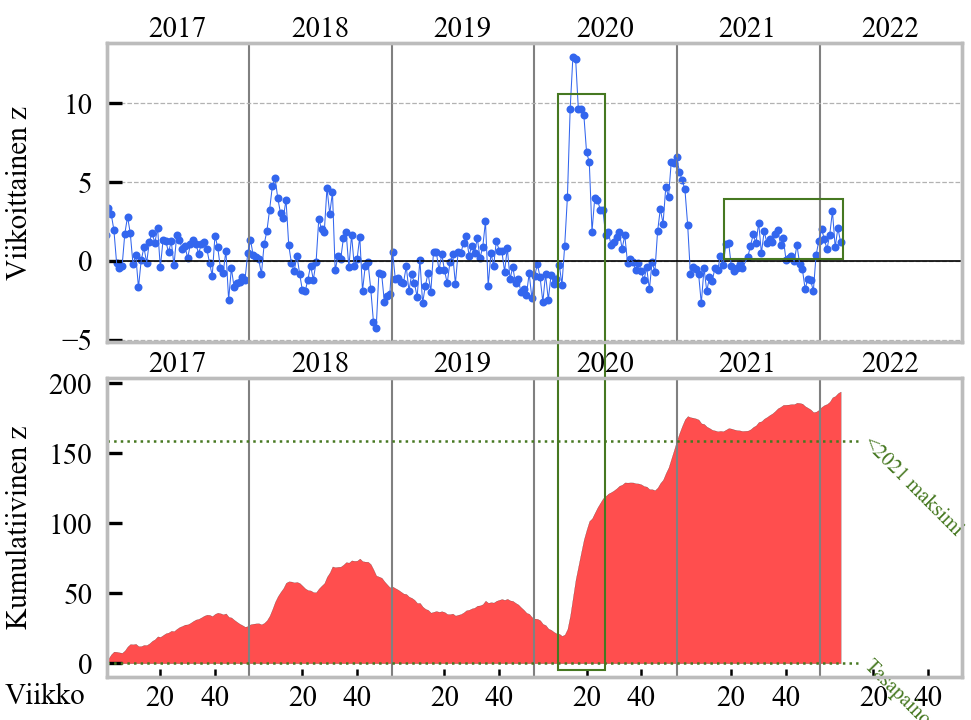 2017 2018 2019 2020 2021 2022
Viikoittainen z
10
5
0
−5
2017 2018 2019 2020 2021 2022
Kumulatiivinen z
200
150
100
50
0
<2021 maksimi
Tasapaino
Viikko 20 40 20 40 20 40 20 40 20 40 20 40